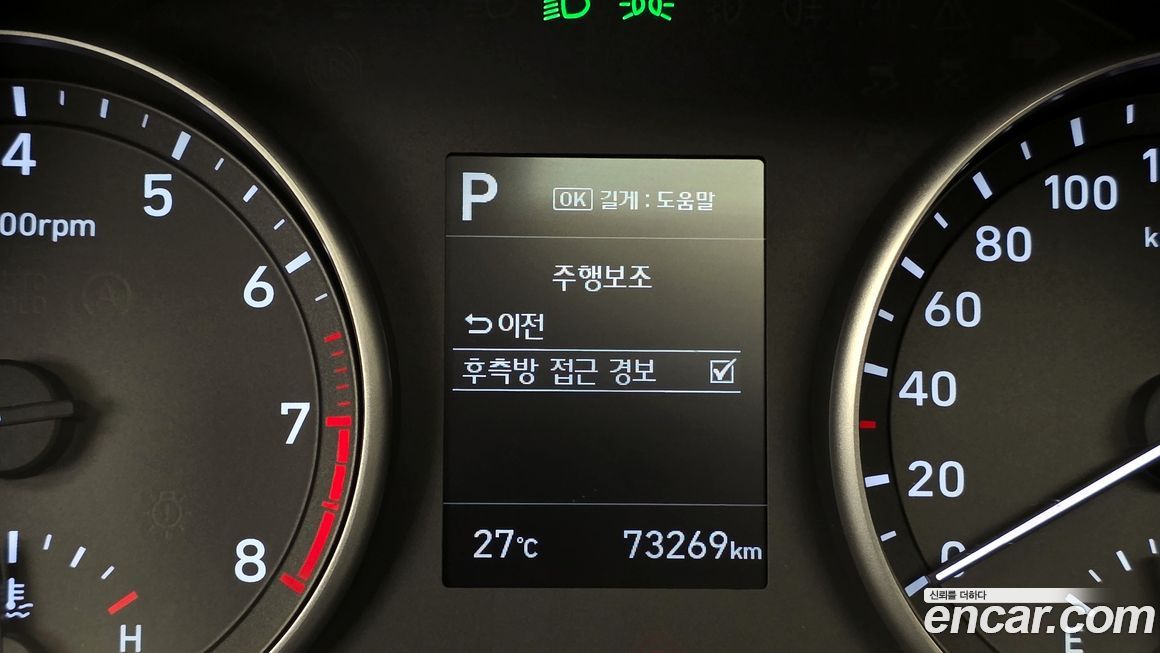 4
5
6
7
8
00rpm
H
P
OK 길게 : 도움말
주행보조
이전
후측방 접근 경보
27°C 73269km
100
80
60
40
20
0
E
신뢰를 더하다
encar.com